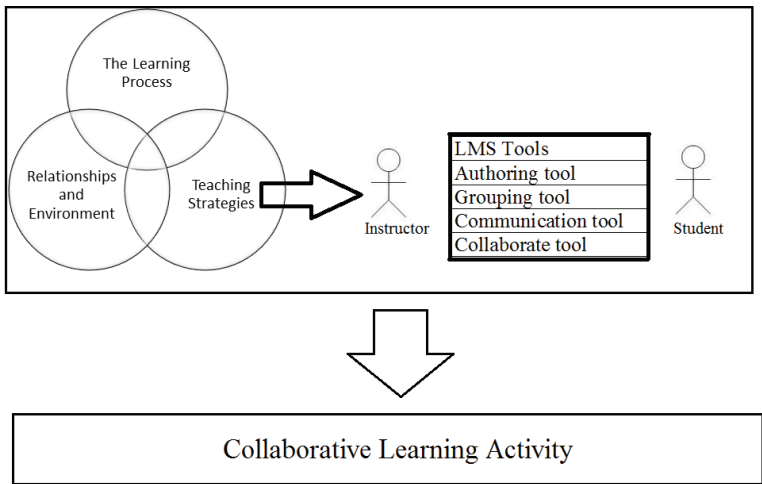 The Learning
Process
Relationships
and
Environment
Teaching
Strategies
Instructor
LMS Tools
Authoring tool
Grouping tool
Communication tool
Collaborate tool
Student
Collaborative Learning Activity